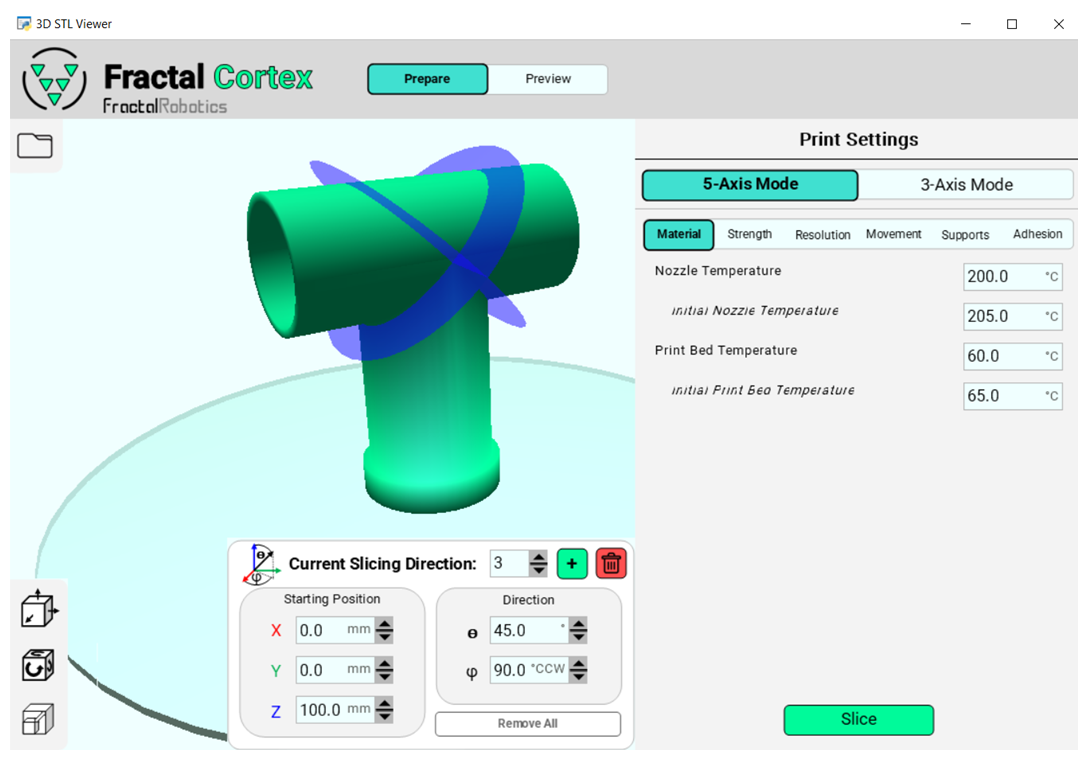 3D STL Viewer
Fractal Cortex
FractalRobotics
Prepare
Preview
Print Settings
5-Axis Mode
3-Axis Mode
Material
Strength
Resolution
Movement
Supports
Adhesion
Nozzle Temperature
200.0 °C
Initial Nozzle Temperature
205.0 °C
Print Bed Temperature
60.0 °C
Initial Print Bed Temperature
65.0 °C
Current Slicing Direction:
3
+
Starting Position
X 0.0 mm
Y 0.0 mm
Z 100.0 mm
Direction
θ 45.0 °
φ 90.0 °CCW
Remove All
Slice
θ
φ